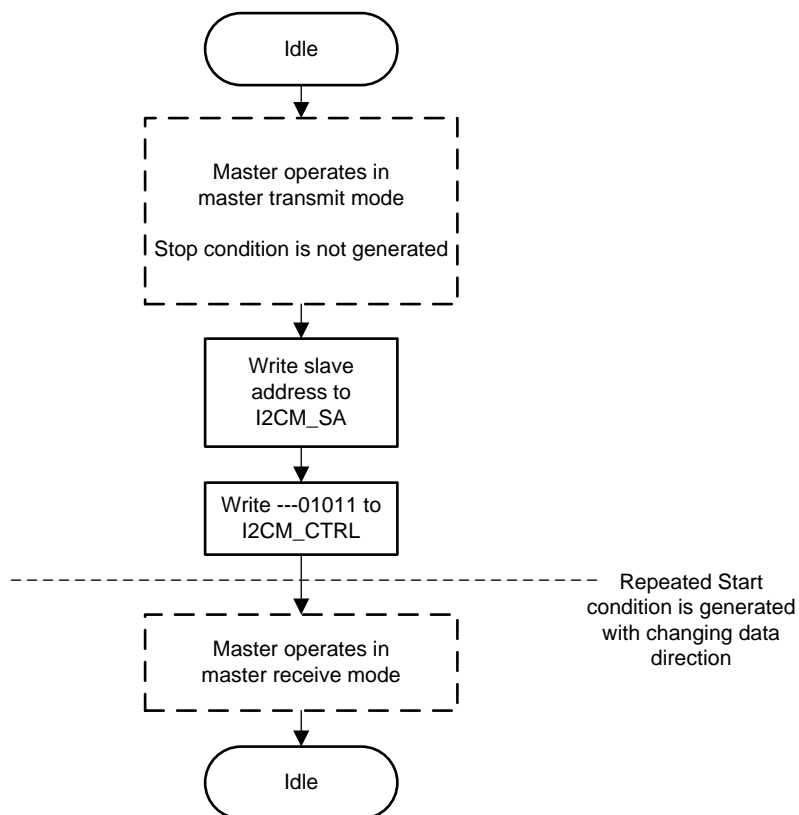 Idle
Master operates in
master transmit mode
Stop condition is not generated
Write slave
address to
I2CM_SA
Write ---01011 to
I2CM_CTRL
Repeated Start
condition is generated
with changing data
direction
Master operates in
master receive mode
Idle